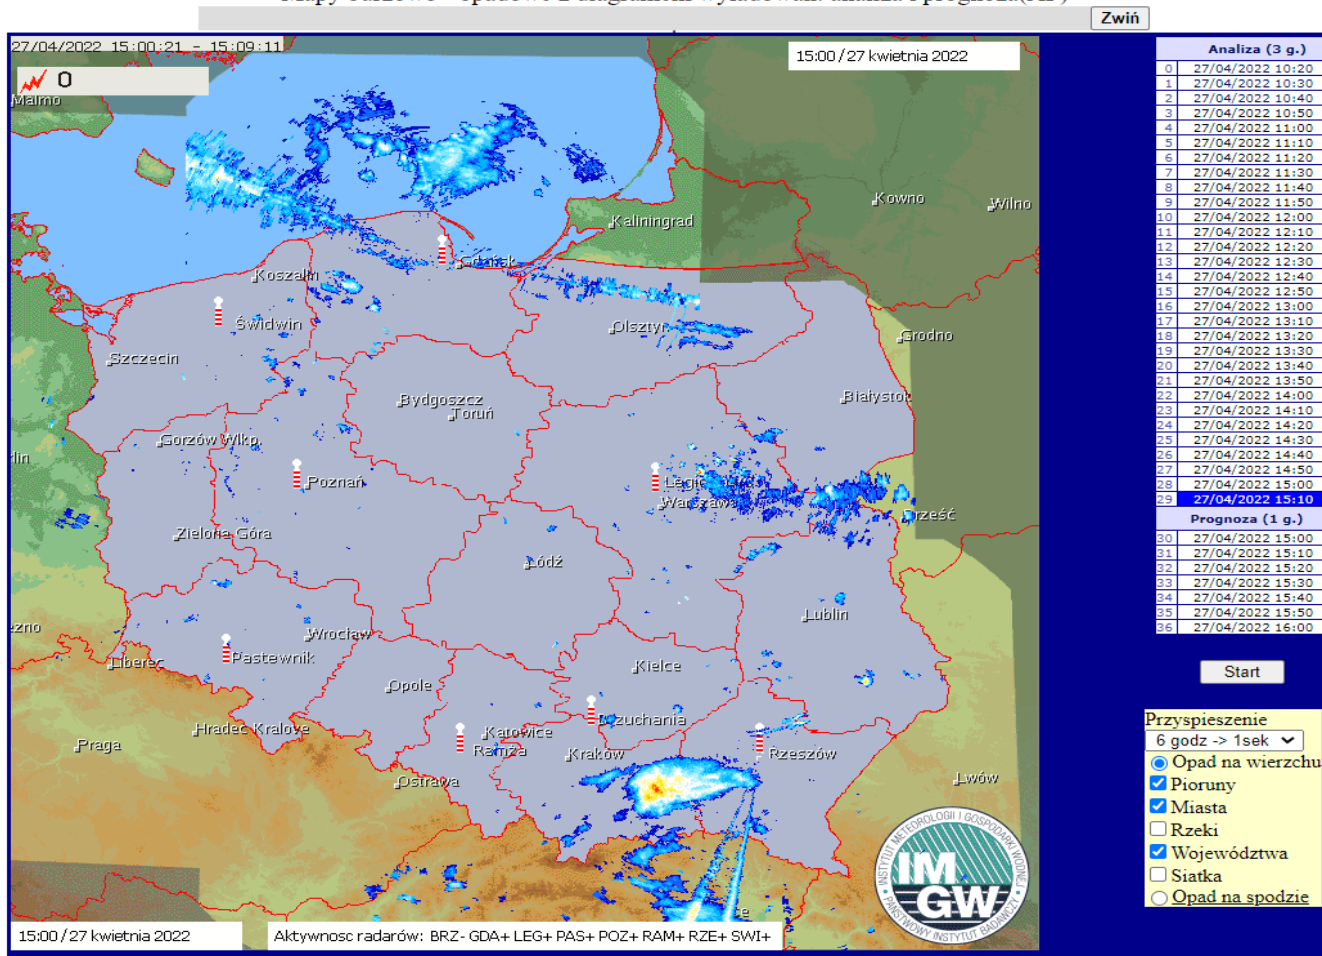 Zwiń
27/04/2022 15:00:21 - 15:09:11
0
15:00/27 kwietnia 2022
Malmo
Kaliningrad
Kowno
Wilno
Gdańsk
Koszalin
Świdwin
Olsztyn
Grodno
Szczecin
Bydgoszcz
Toruń
Białystok
Gorzów Wlkp.
lin
Poznań
Warszawa
Brześć
Zielona Góra
Łódź
Lublin
zno
Wrocław
Liberec
Pastewnik
Kielce
Opole
Hradec Kralove
Praga
Katowice
Ramża
Kraków
Rzeszów
Ostrawa
Lwów
INSTYTUT METEOROLOGII I GOSPODARKI WODNEJ
IM
GW
PAŃSTWOWY INSTYTUT BADAWCZY
15:00/27 kwietnia 2022
Aktywnosc radarów: BRZ- GDA+ LEG+ PAS+ POZ+ RAM+ RZE+ SWI+
Analiza (3 g.)
0 27/04/2022 10:20
1 27/04/2022 10:30
2 27/04/2022 10:40
3 27/04/2022 10:50
4 27/04/2022 11:00
5 27/04/2022 11:10
6 27/04/2022 11:20
7 27/04/2022 11:30
8 27/04/2022 11:40
9 27/04/2022 11:50
10 27/04/2022 12:00
11 27/04/2022 12:10
12 27/04/2022 12:20
13 27/04/2022 12:30
14 27/04/2022 12:40
15 27/04/2022 12:50
16 27/04/2022 13:00
17 27/04/2022 13:10
18 27/04/2022 13:20
19 27/04/2022 13:30
20 27/04/2022 13:40
21 27/04/2022 13:50
22 27/04/2022 14:00
23 27/04/2022 14:10
24 27/04/2022 14:20
25 27/04/2022 14:30
26 27/04/2022 14:40
27 27/04/2022 14:50
28 27/04/2022 15:00
29 27/04/2022 15:10
Prognoza (1 g.)
30 27/04/2022 15:00
31 27/04/2022 15:10
32 27/04/2022 15:20
33 27/04/2022 15:30
34 27/04/2022 15:40
35 27/04/2022 15:50
36 27/04/2022 16:00
Start
Przyspieszenie
6 godz -> 1sek
Opad na wierzchu
Pioruny
Miasta
Rzeki
Województwa
Siatka
Opad na spodzie